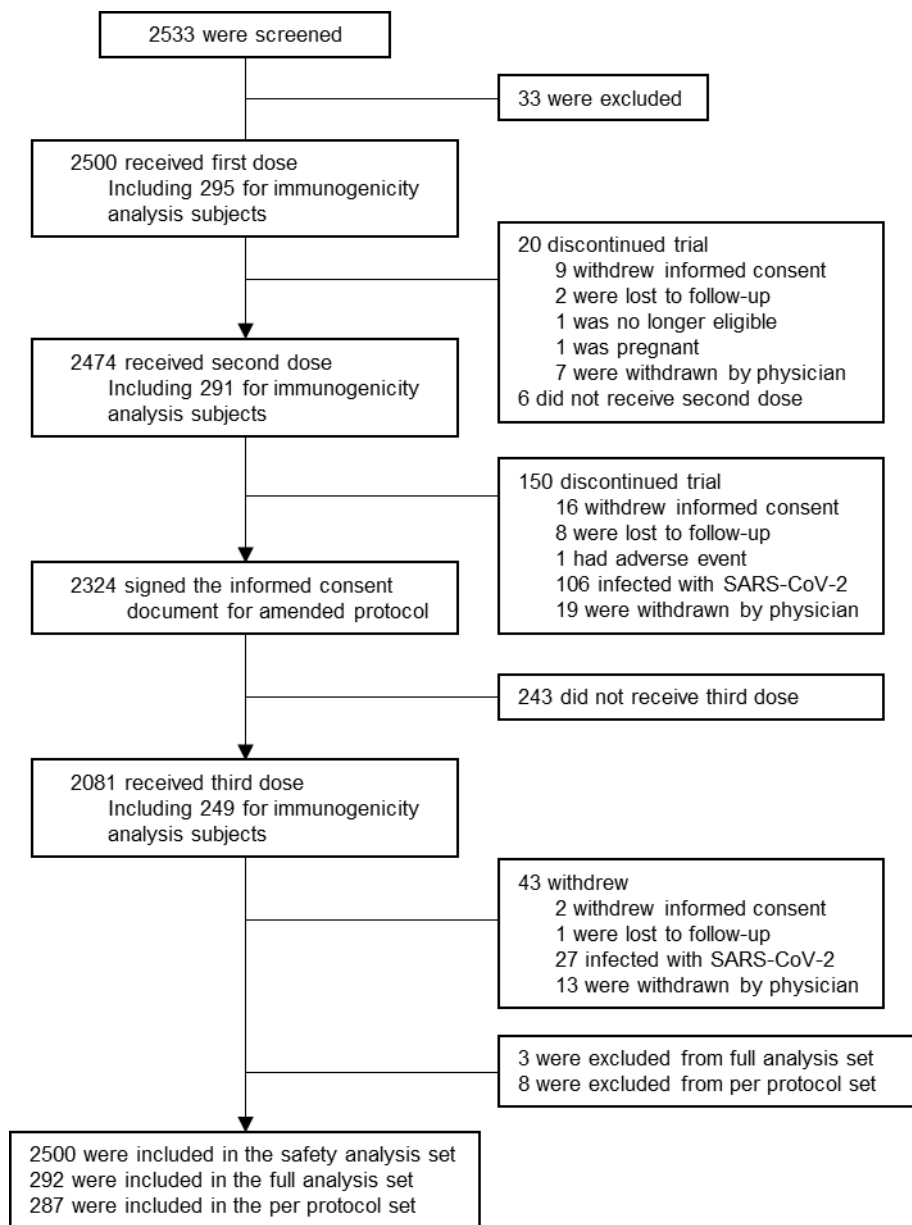 2533 were screened
33 were excluded
2500 received first dose
Including 295 for immunogenicity
analysis subjects
20 discontinued trial
9 withdrew informed consent
2 were lost to follow-up
1 was no longer eligible
1 was pregnant
7 were withdrawn by physician
6 did not receive second dose
2474 received second dose
Including 291 for immunogenicity
analysis subjects
150 discontinued trial
16 withdrew informed consent
8 were lost to follow-up
1 had adverse event
106 infected with SARS-CoV-2
19 were withdrawn by physician
2324 signed the informed consent
document for amended protocol
243 did not receive third dose
2081 received third dose
Including 249 for immunogenicity
analysis subjects
43 withdrew
2 withdrew informed consent
1 were lost to follow-up
27 infected with SARS-CoV-2
13 were withdrawn by physician
3 were excluded from full analysis set
8 were excluded from per protocol set
2500 were included in the safety analysis set
292 were included in the full analysis set
287 were included in the per protocol set